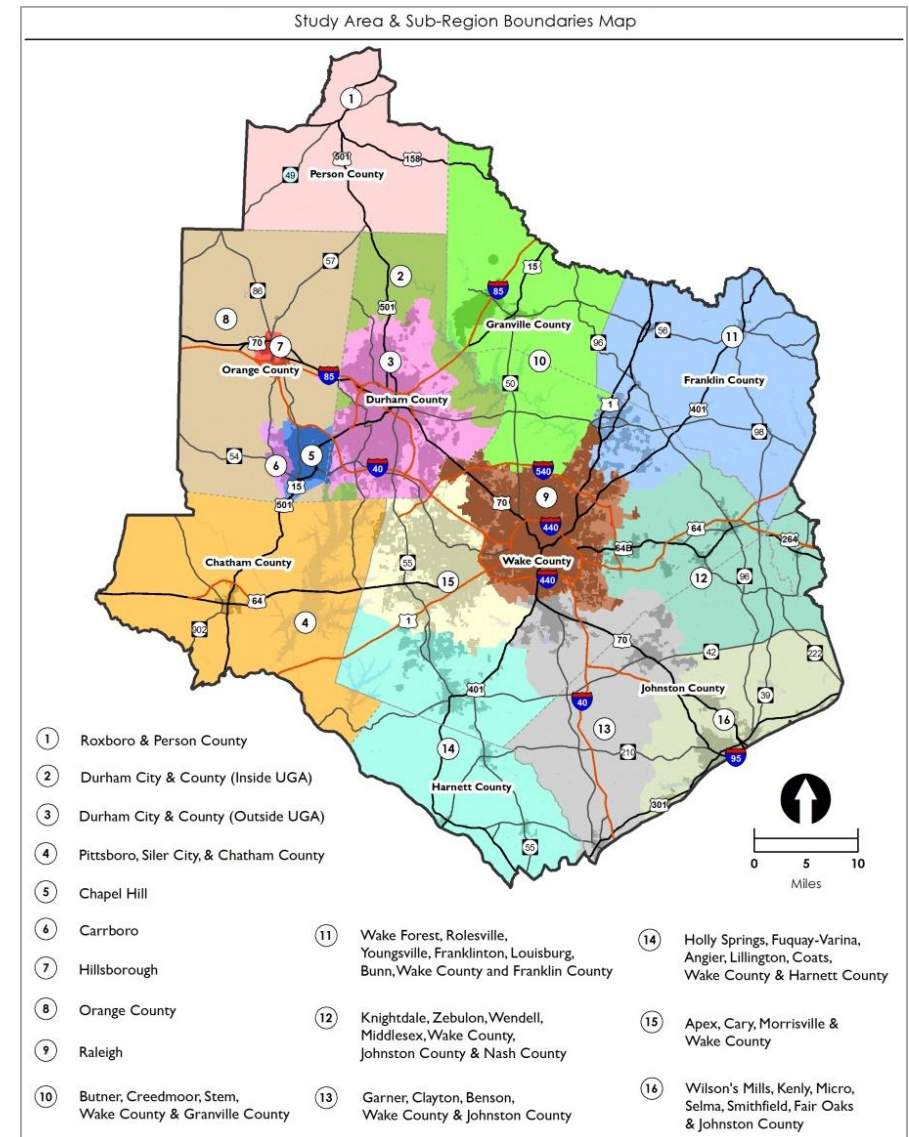 Study Area & Sub-Region Boundaries Map
1
501
158
49
Person County
57
2
15
86
85
501
8
Granville County
56
11
70
7
3
10
96
Orange County
85
Franklin County
Durham County
50
1
401
98
54
6
5
40
540
15
9
501
70
440
64
264
64B
Chatham County
55
Wake County
440
12
96
15
64
4
1
902
70
42
222
401
Johnston County
39
40
16
13
14
210
95
Harnett County
301
55
0 5 10
Miles
1 Roxboro & Person County
2 Durham City & County (Inside UGA)
3 Durham City & County (Outside UGA)
4 Pittsboro, Siler City, & Chatham County
5 Chapel Hill
6 Carrboro
7 Hillsborough
8 Orange County
9 Raleigh
10 Butner, Creedmoor, Stem,
Wake County & Granville County
11 Wake Forest, Rolesville,
Youngsville, Franklinton, Louisburg,
Bunn, Wake County and Franklin County
12 Knightdale, Zebulon, Wendell,
Middlesex, Wake County,
Johnston County & Nash County
13 Garner, Clayton, Benson,
Wake County & Johnston County
14 Holly Springs, Fuquay-Varina,
Angier, Lillington, Coats,
Wake County & Harnett County
15 Apex, Cary, Morrisville &
Wake County
16 Wilson's Mills, Kenly, Micro,
Selma, Smithfield, Fair Oaks
& Johnston County